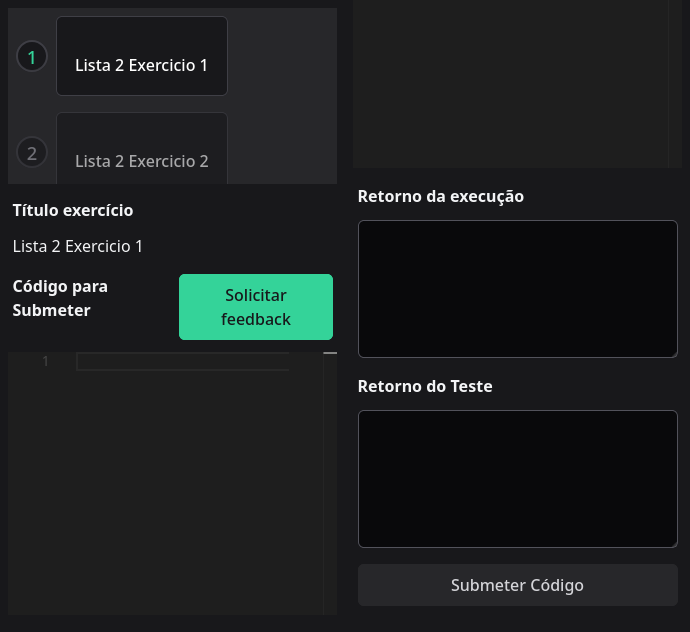 1
Lista 2 Exercicio 1
2
Lista 2 Exercicio 2
Título exercício
Lista 2 Exercicio 1
Código para
Submeter
Solicitar
feedback
1
Retorno da execução
Retorno do Teste
Submeter Código